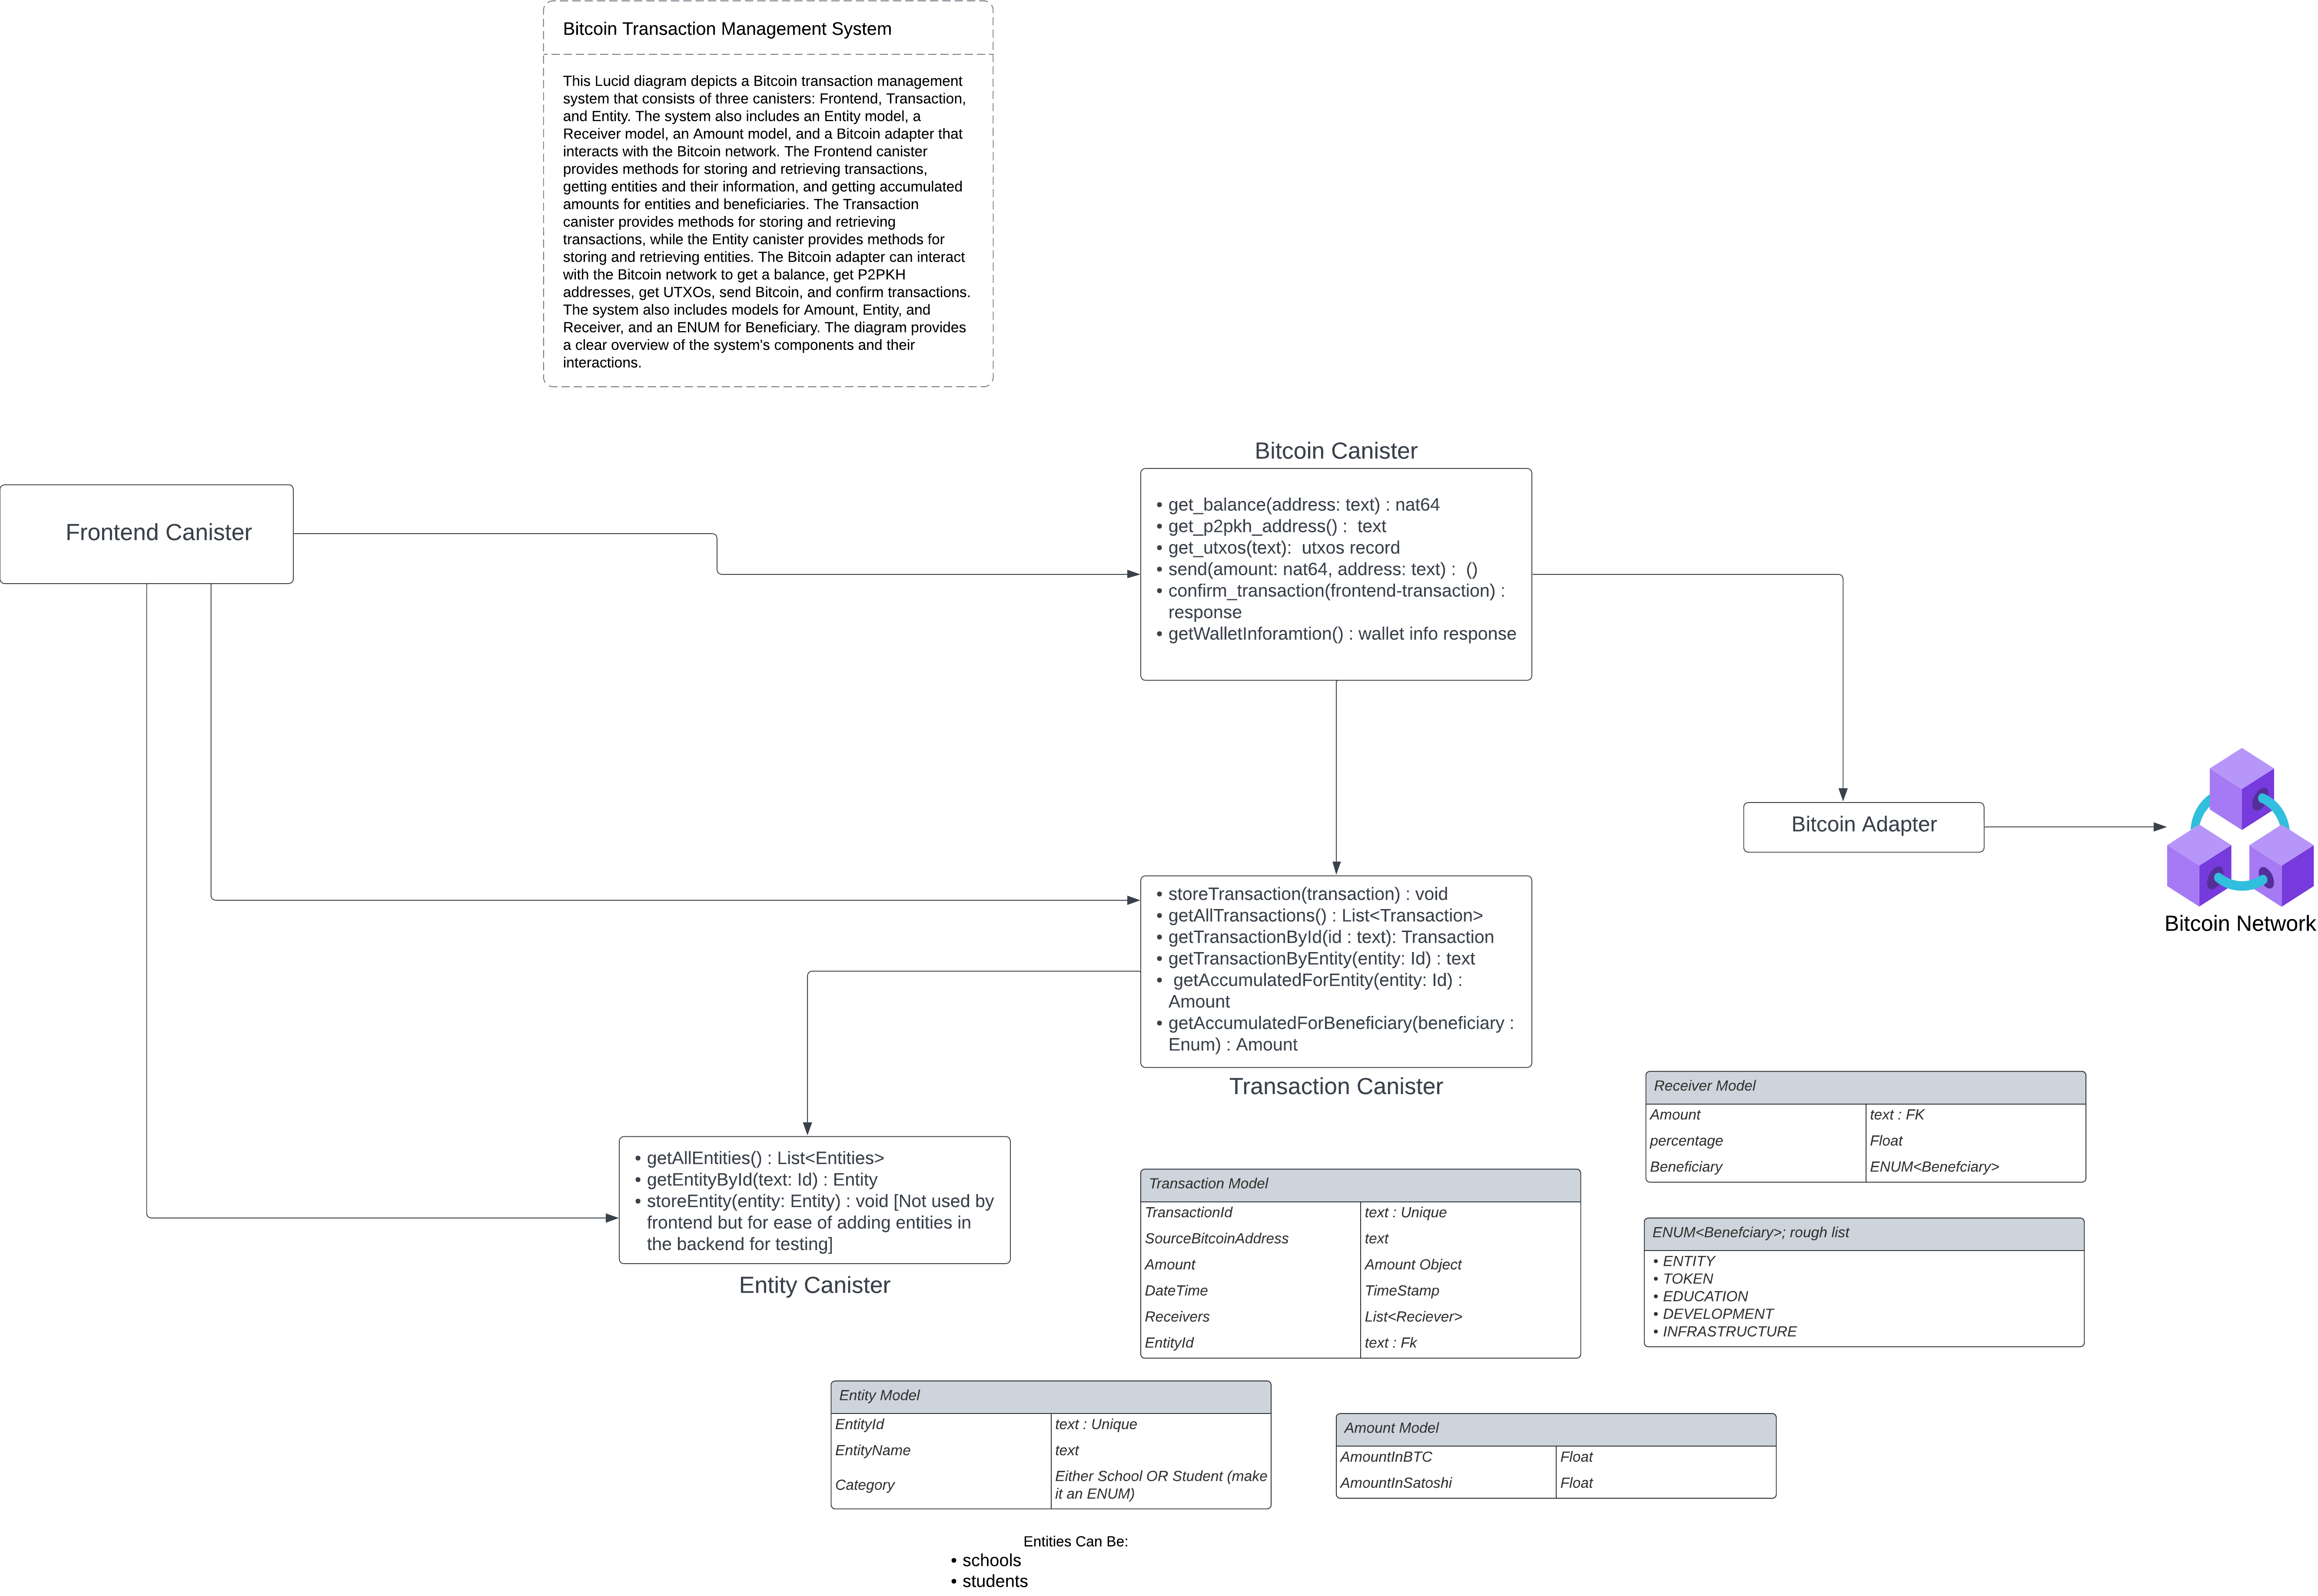 Bitcoin Transaction Management System
This Lucid diagram depicts a Bitcoin transaction management
system that consists of three canisters: Frontend, Transaction,
and Entity. The system also includes an Entity model, a
Receiver model, an Amount model, and a Bitcoin adapter that
interacts with the Bitcoin network. The Frontend canister
provides methods for storing and retrieving transactions,
getting entities and their information, and getting accumulated
amounts for entities and beneficiaries. The Transaction
canister provides methods for storing and retrieving
transactions, while the Entity canister provides methods for
storing and retrieving entities. The Bitcoin adapter can interact
with the Bitcoin network to get a balance, get P2PKH
addresses, get UTXOs, send Bitcoin, and confirm transactions.
The system also includes models for Amount, Entity, and
Receiver, and an ENUM for Beneficiary. The diagram provides
a clear overview of the system's components and their
interactions.
Frontend Canister
Bitcoin Canister
• get_balance(address: text) : nat64
• get_p2pkh_address() :  text
• get_utxos(text):  utxos record
• send(amount: nat64, address: text) :  ()
• confirm_transaction(frontend-transaction) :
response
• getWalletInforamtion() : wallet info response
Bitcoin Adapter
Bitcoin Network
• storeTransaction(transaction) : void
• getAllTransactions() : List<Transaction>
• getTransactionById(id : text): Transaction
• getTransactionByEntity(entity: Id) : text
•  getAccumulatedForEntity(entity: Id) :
Amount
• getAccumulatedForBeneficiary(beneficiary :
Enum) : Amount
Transaction Canister
• getAllEntities() : List<Entities>
• getEntityById(text: Id) : Entity
• storeEntity(entity: Entity) : void [Not used by
frontend but for ease of adding entities in
the backend for testing]
Entity Canister
Receiver Model
Amount text : FK
percentage Float
Beneficiary ENUM<Benefciary>
Transaction Model
TransactionId text : Unique
SourceBitcoinAddress text
Amount Amount Object
DateTime TimeStamp
Receivers List<Reciever>
EntityId text : Fk
ENUM<Benefciary>; rough list
• ENTITY
• TOKEN
• EDUCATION
• DEVELOPMENT
• INFRASTRUCTURE
Entity Model
EntityId text : Unique
EntityName text
Category Either School OR Student (make
it an ENUM)
Amount Model
AmountInBTC Float
AmountInSatoshi Float
Entities Can Be:
• schools
• students